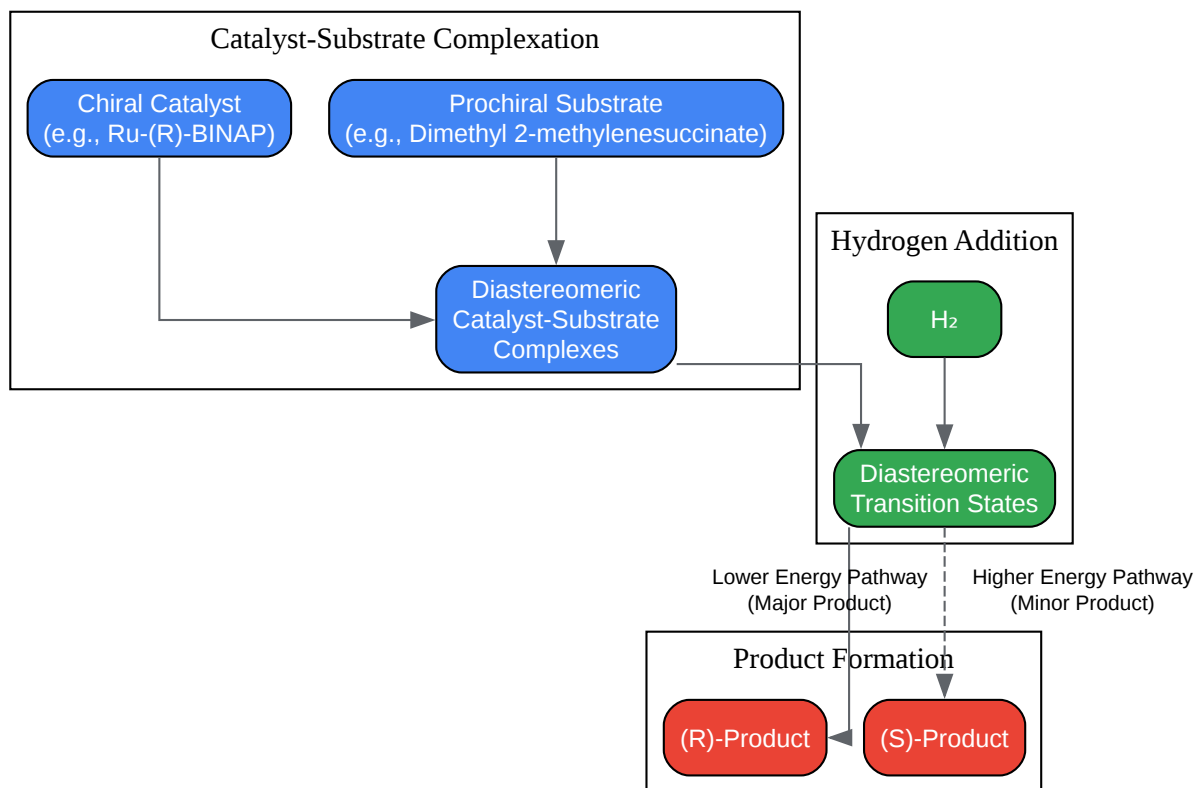 Catalyst-Substrate Complexation
Chiral Catalyst
(e.g., Ru-(R)-BINAP)
Prochiral Substrate
(e.g., Dimethyl 2-methylenesuccinate)
Diastereomeric
Catalyst-Substrate
Complexes
Hydrogen Addition
H₂
Diastereomeric
Transition States
Lower Energy Pathway
(Major Product)
Higher Energy Pathway
(Minor Product)
Product Formation
(R)-Product
(S)-Product